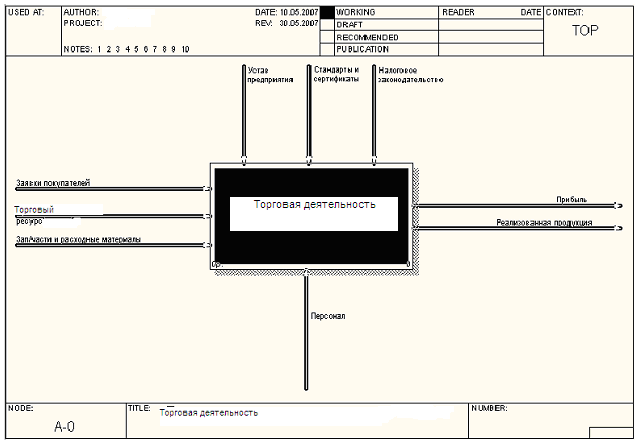 USED AT:
AUTHOR:
DATE: 10.05.2007
PROJECT:
REV: 30.05.2007
NOTES: 1 2 3 4 5 6 7 8 9 10
WORKING
DRAFT
RECOMMENDED
PUBLICATION
READER
DATE
CONTEXT:
TOP
Устав
предприятия
Стандарты и
сертификаты
Налоговое
законодательство
Заявки покупателей
Торговый
ресурс
Зап/части и расходные материалы
Торговая деятельность
0р.
0
Прибыль
Реализованная продукция
Персонал
NODE:
A-0
TITLE:
Торговая деятельность
NUMBER: